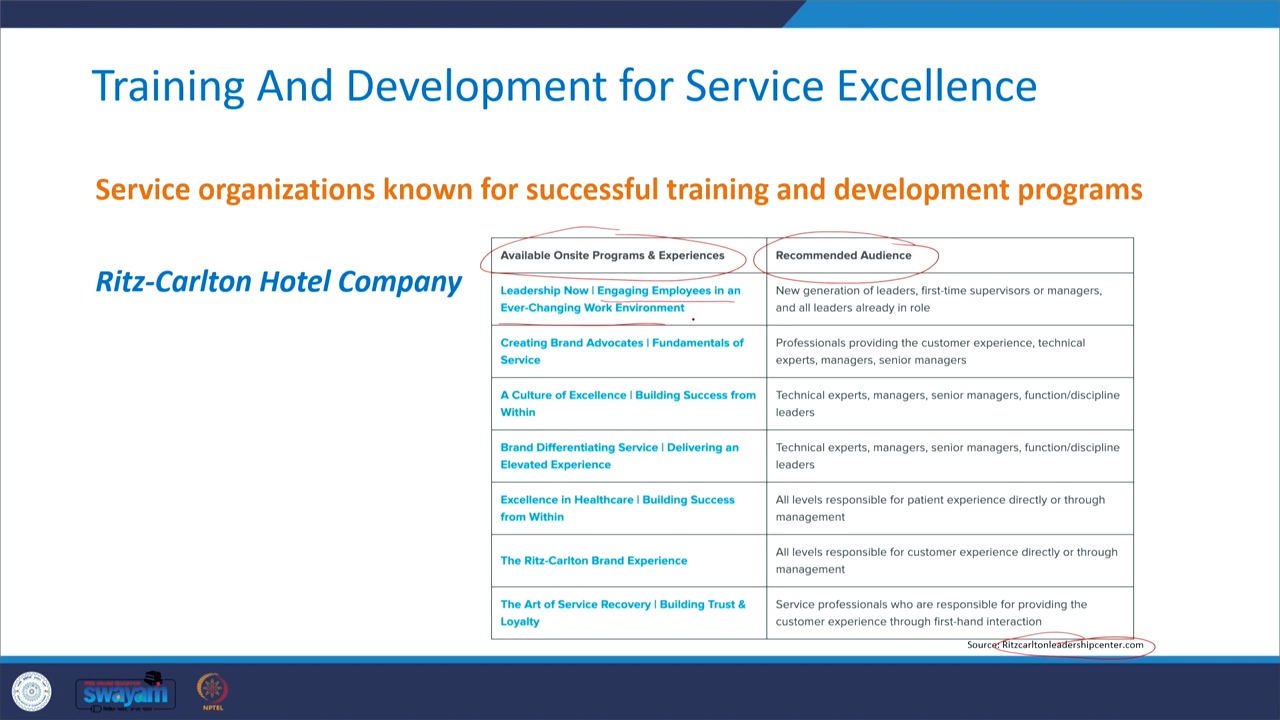 Training And Development for Service Excellence
Service organizations known for successful training and development programs
Ritz-Carlton Hotel Company
Available Onsite Programs & Experiences
Recommended Audience
Leadership Now | Engaging Employees in an
Ever-Changing Work Environment
New generation of leaders, first-time supervisors or managers,
and all leaders already in role
Creating Brand Advocates | Fundamentals of
Service
Professionals providing the customer experience, technical
experts, managers, senior managers
A Culture of Excellence | Building Success from
Within
Technical experts, managers, senior managers, function/discipline
leaders
Brand Differentiating Service | Delivering an
Elevated Experience
Technical experts, managers, senior managers, function/discipline
leaders
Excellence in Healthcare | Building Success
from Within
All levels responsible for patient experience directly or through
management
The Ritz-Carlton Brand Experience
All levels responsible for customer experience directly or through
management
The Art of Service Recovery | Building Trust &
Loyalty
Service professionals who are responsible for providing the
customer experience through first-hand interaction
Source: Ritzcarltonleadershipcenter.com
swayam
NPTEL